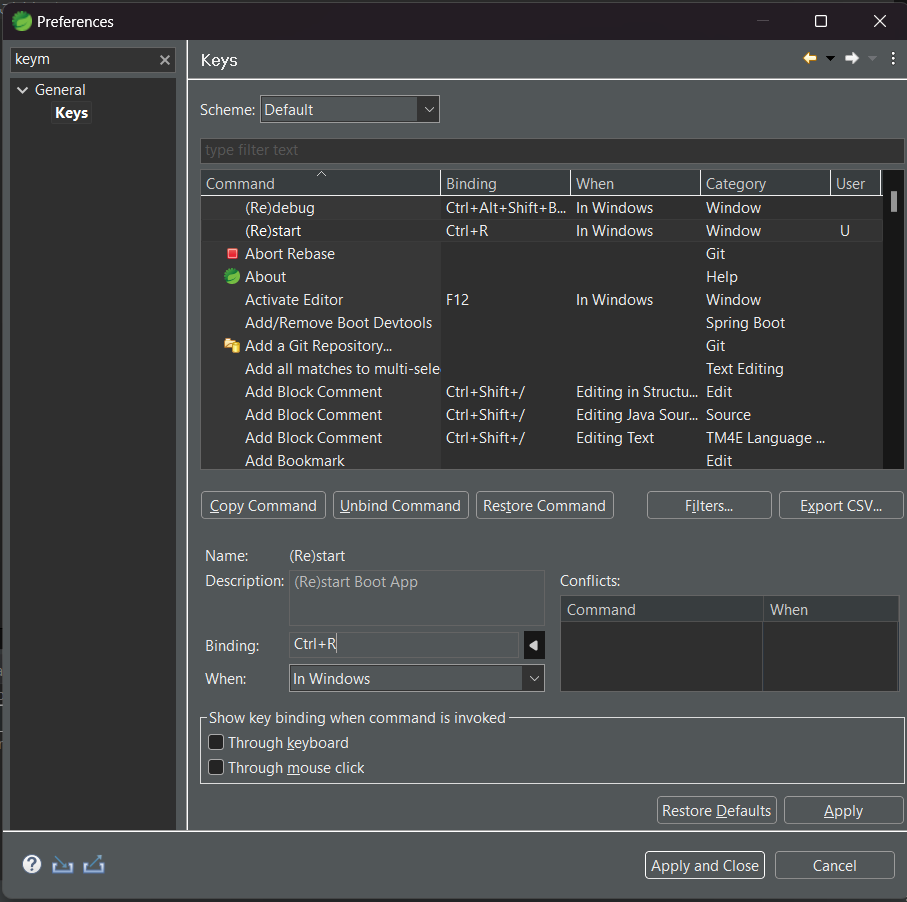 Preferences
keym
General
Keys
Keys
Scheme: Default
type filter text
Command Binding When Category User
(Re)debug Ctrl+Alt+Shift+B... In Windows Window
(Re)start Ctrl+R In Windows Window U
Abort Rebase Git
About Help
Activate Editor F12 In Windows Window
Add/Remove Boot Devtools Spring Boot
Add a Git Repository... Git
Add all matches to multi-sele Text Editing
Add Block Comment Ctrl+Shift+/ Editing in Structu... Edit
Add Block Comment Ctrl+Shift+/ Editing Java Sour... Source
Add Block Comment Ctrl+Shift+/ Editing Text TM4E Language ...
Add Bookmark Edit
Copy Command Unbind Command Restore Command Filters... Export CSV...
Name: (Re)start
Description: (Re)start Boot App
Conflicts:
Command When
Binding: Ctrl+R
When: In Windows
Show key binding when command is invoked
Through keyboard
Through mouse click
Restore Defaults Apply
? Apply and Close Cancel